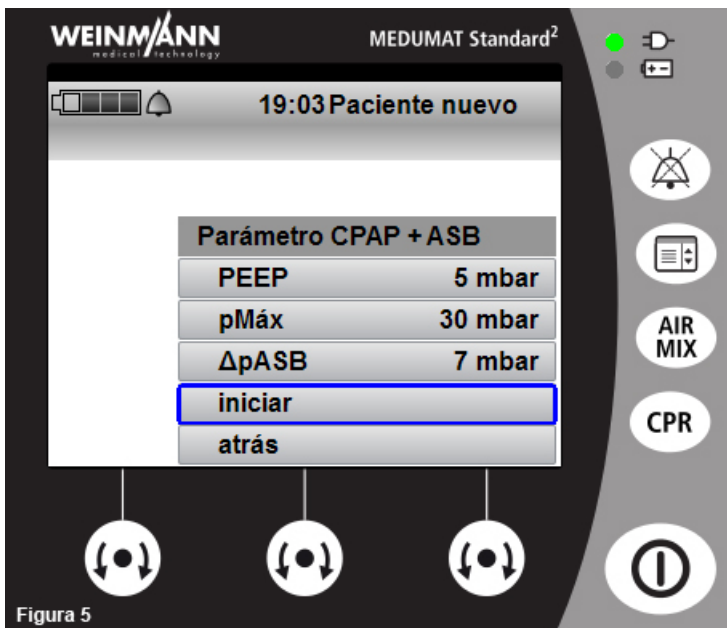 WEINMANN
medical technology
MEDUMAT Standard²
19:03 Paciente nuevo
Parámetro CPAP + ASB
PEEP 5 mbar
pMáx 30 mbar
ΔpASB 7 mbar
iniciar
atrás
AIR
MIX
CPR
Figura 5